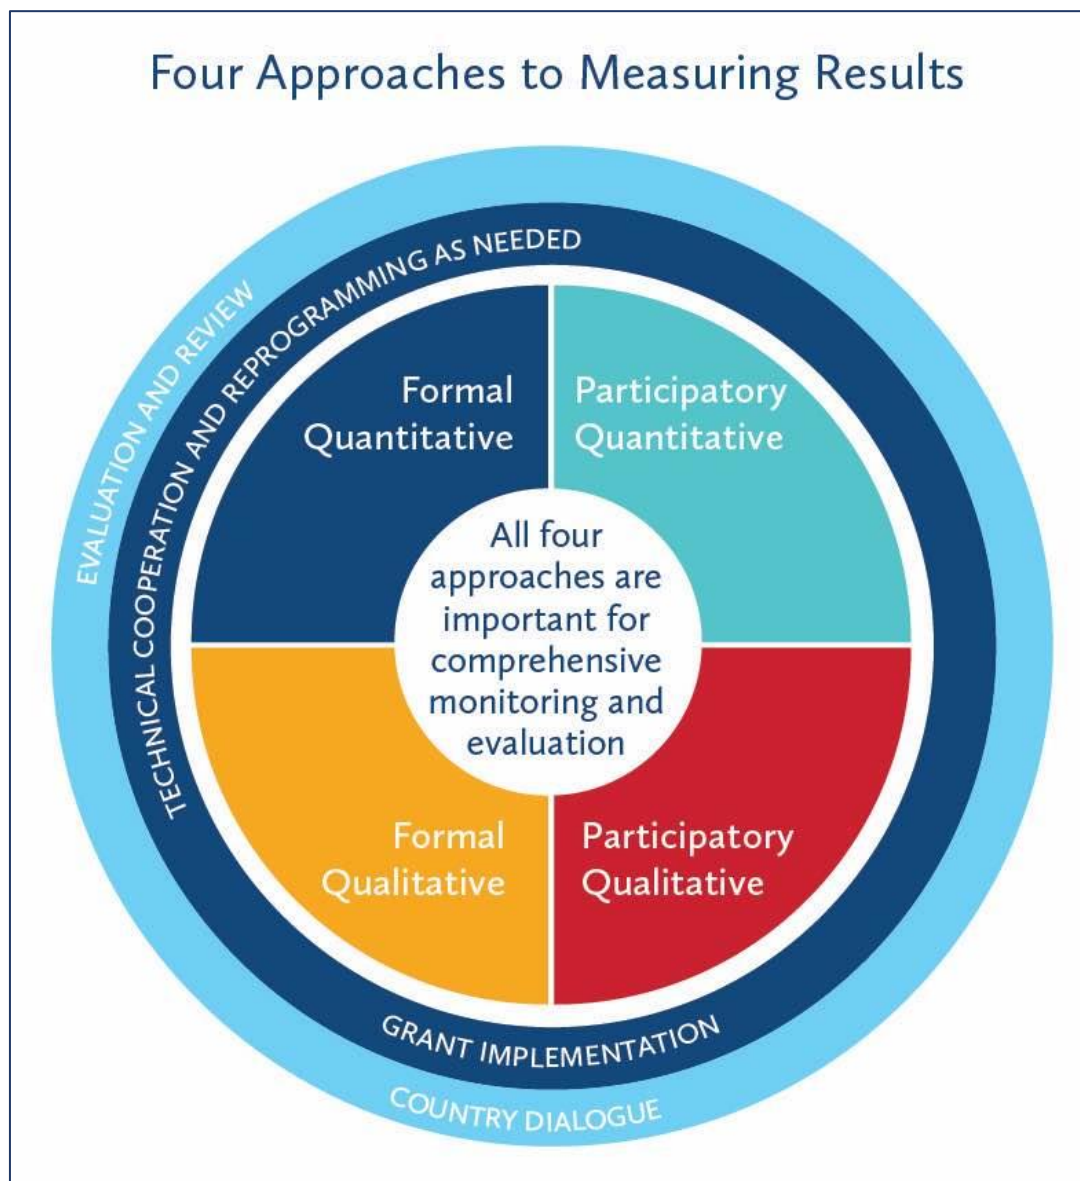 Four Approaches to Measuring Results
EVALUATION AND REVIEW
TECHNICAL COOPERATION AND REPROGRAMMING AS NEEDED
Formal
Quantitative
Participatory
Quantitative
All four
approaches are
important for
comprehensive
monitoring and
evaluation
Formal
Qualitative
Participatory
Qualitative
GRANT IMPLEMENTATION
COUNTRY DIALOGUE